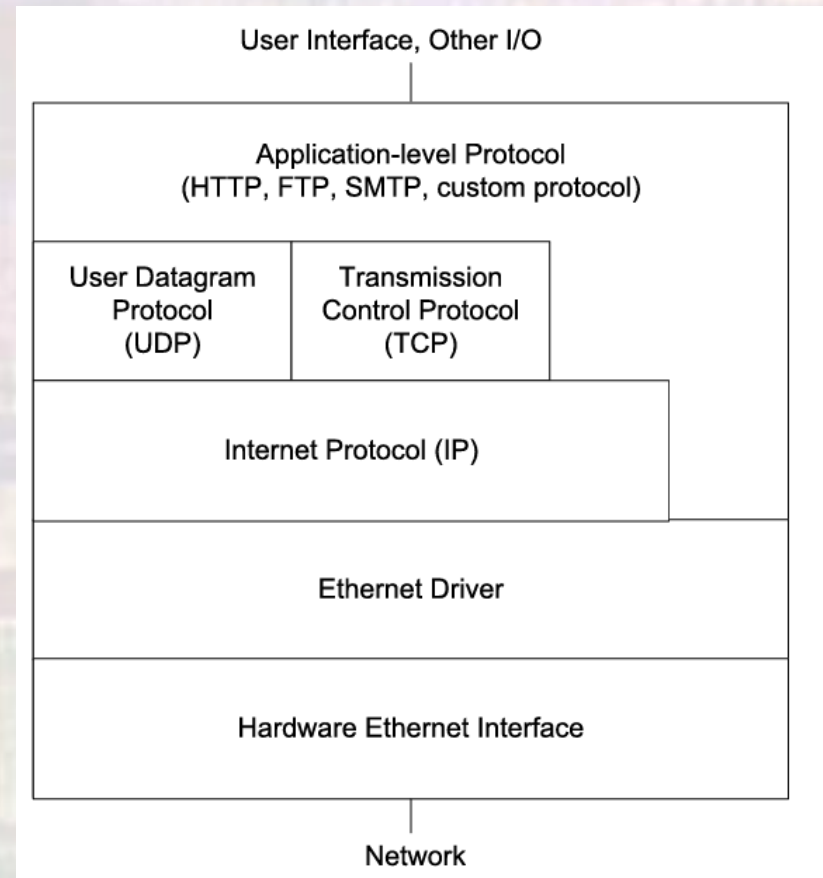 User Interface, Other I/O
Application-level Protocol
(HTTP, FTP, SMTP, custom protocol)
User Datagram
Protocol
(UDP)
Transmission
Control Protocol
(TCP)
Internet Protocol (IP)
Ethernet Driver
Hardware Ethernet Interface
Network